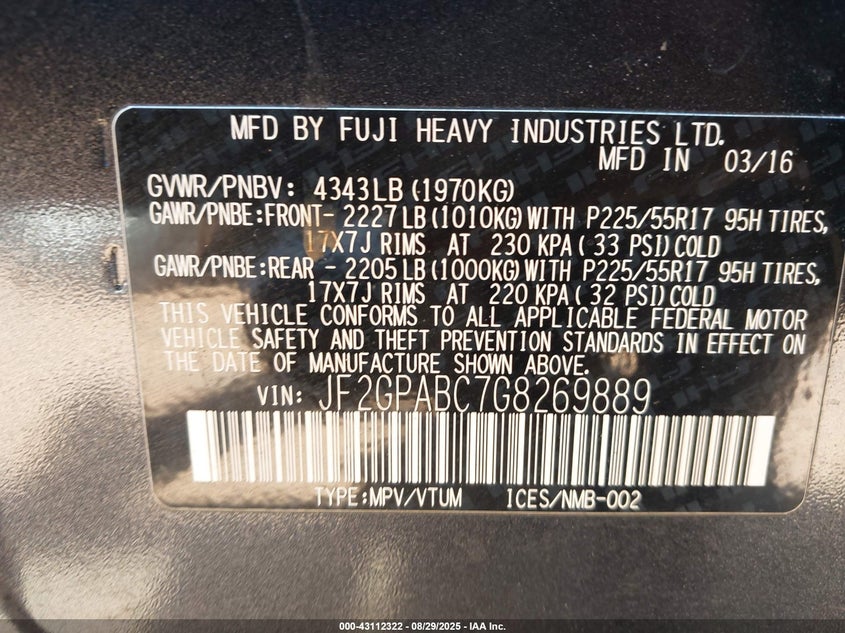 MFD BY FUJI HEAVY INDUSTRIES LTD.
MFD IN 03/16
GVWR/PNBV: 4343LB (1970KG)
GAWR/PNBE:FRONT- 2227 LB (1010KG) WITH P225/55R17 95H TIRES,
17X7J RIMS AT 230 KPA ( 33 PSI) COLD
GAWR/PNBE:REAR - 2205 LB (1000KG) WITH P225/55R17 95H TIRES,
17X7J RIMS AT 220 KPA ( 32 PSI) COLD
THIS VEHICLE CONFORMS TO ALL APPLICABLE FEDERAL MOTOR
VEHICLE SAFETY AND THEFT PREVENTION STANDARDS IN EFFECT ON
THE DATE OF MANUFACTURE SHOWN ABOVE.
VIN: JF2GPABC7G8269889
TYPE:MPV/VTUM ICES/NMB-002
000-43112322 - 08/29/2025 - IAA Inc.